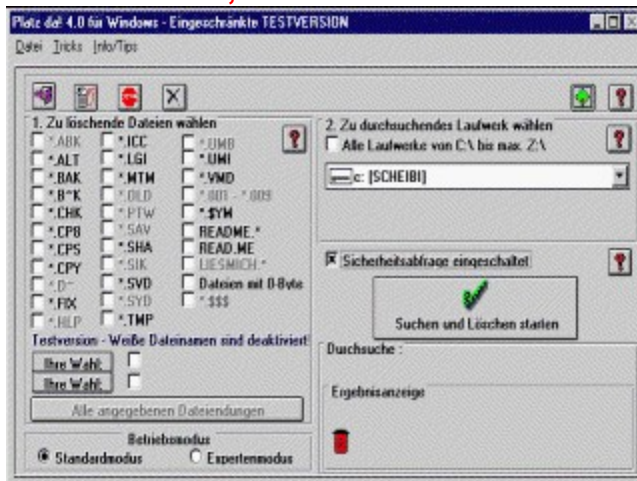 Platz da! 4.0 für Windows - Eingeschränkte TESTVERSION
Datei Tricks Info/Tips
1. Zu löschende Dateien wählen
*.ABK
*.ALT
*.BAK
*.B~K
*.CHK
*.CP8
*.CPS
*.CPY
*.D~
*.FIX
*.HLP
*.ICC
*.LGI
*.MTM
*.OLD
*.PTW
*.SAV
*.SHA
*.SIK
*.SVD
*.SYD
*.TMP
*.UMB
*.UMI
*.VMD
*.001 - *.009
*.$YM
README.*
READ.ME
LIESMICH.*
Dateien mit 0-Byte
*.$$$
Testversion - Weiße Dateinamen sind deaktiviert!
Ihre Wahl:
Ihre Wahl:
Alle angegebenen Dateiendungen
Betriebsmodus
Standardmodus
Expertenmodus
2. Zu durchsuchendes Laufwerk wählen
Alle Laufwerke von C:\ bis max. Z:\
c: [SCHEIBI]
Sicherheitsabfrage eingeschaltet
Suchen und Löschen starten
Durchsuche :
Ergebnisanzeige